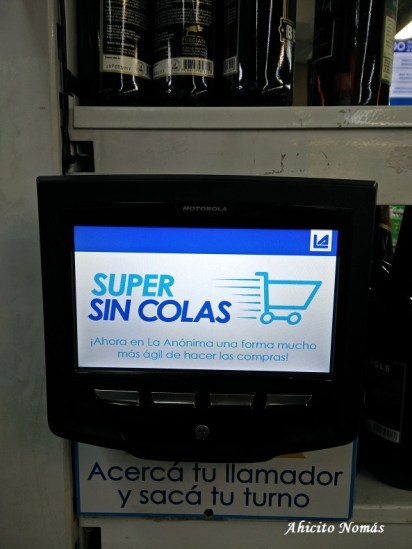 MOTOROLA
LA
SUPER
SIN COLAS
¡Ahora en La Anónima una forma mucho
más ágil de hacer las compras!
Acercá tu llamador
y sacá tu turno
Ahicito Nomás